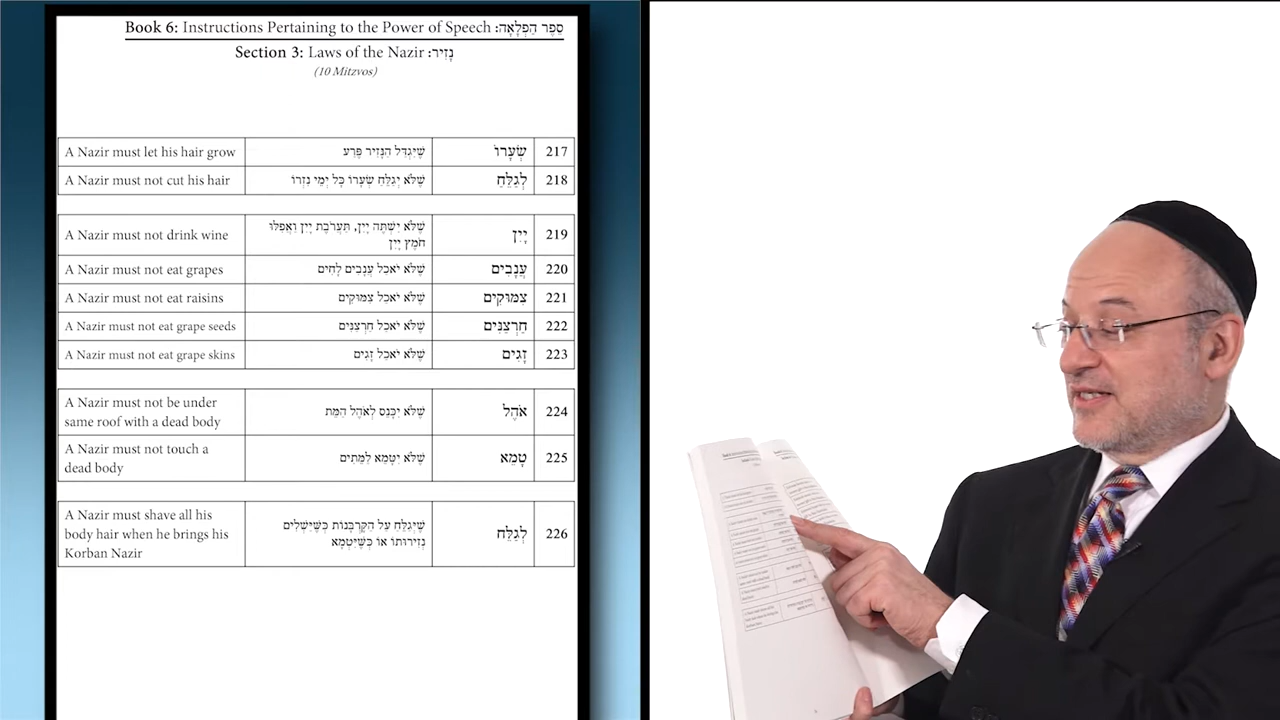 Book 6: Instructions Pertaining to the Power of Speech :סֵפֶר הַפְלָאָה
Section 3: Laws of the Nazir :נָזִיר
(10 Mitzvos)
A Nazir must let his hair grow שֶׁיְּגַדֵּל הַנָּזִיר פֶּרַע שְׂעָרוֹ 217
A Nazir must not cut his hair שֶׁלֹּא יְגַלֵּחַ שְׂעָרוֹ כָּל יְמֵי נִזְרוֹ לְגַלֵּחַ 218
A Nazir must not drink wine שֶׁלֹּא יִשְׁתֶּה יַיִן, תַּעֲרֹבֶת יַיִן וַאֲפִלּוּ יַיִן 219
חֹמֶץ יַיִן
A Nazir must not eat grapes שֶׁלֹּא יֹאכַל עֲנָבִים לַחִים עֲנָבִים 220
A Nazir must not eat raisins שֶׁלֹּא יֹאכַל צִמּוּקִים צִמּוּקִים 221
A Nazir must not eat grape seeds שֶׁלֹּא יֹאכַל חַרְצַנִּים חַרְצַנִּים 222
A Nazir must not eat grape skins שֶׁלֹּא יֹאכַל זָגִים זָגִים 223
A Nazir must not be under שֶׁלֹּא יִכָּנֵס לְאֹהֶל הַמֵּת אֹהֶל 224
same roof with a dead body
A Nazir must not touch a שֶׁלֹּא יִטַּמֵּא לְמֵתִים טָמֵא 225
dead body
A Nazir must shave all his שֶׁיְּגַלֵּחַ עַל הַקָּרְבָּנוֹת כְּשֶׁיַּשְׁלִים לְגַלֵּחַ 226
body hair when he brings his נְזִירוּתוֹ אוֹ כְּשֶׁיִּטַּמֵּא
Korban Nazir